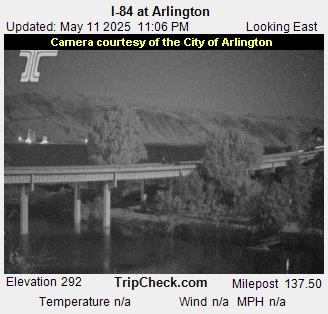 I-84 at Arlington
Updated: May 11 2025 11:06 PM Looking East
Camera courtesy of the City of Arlington
Elevation 292 TripCheck.com Milepost 137.50
Temperature n/a Wind n/a MPH n/a